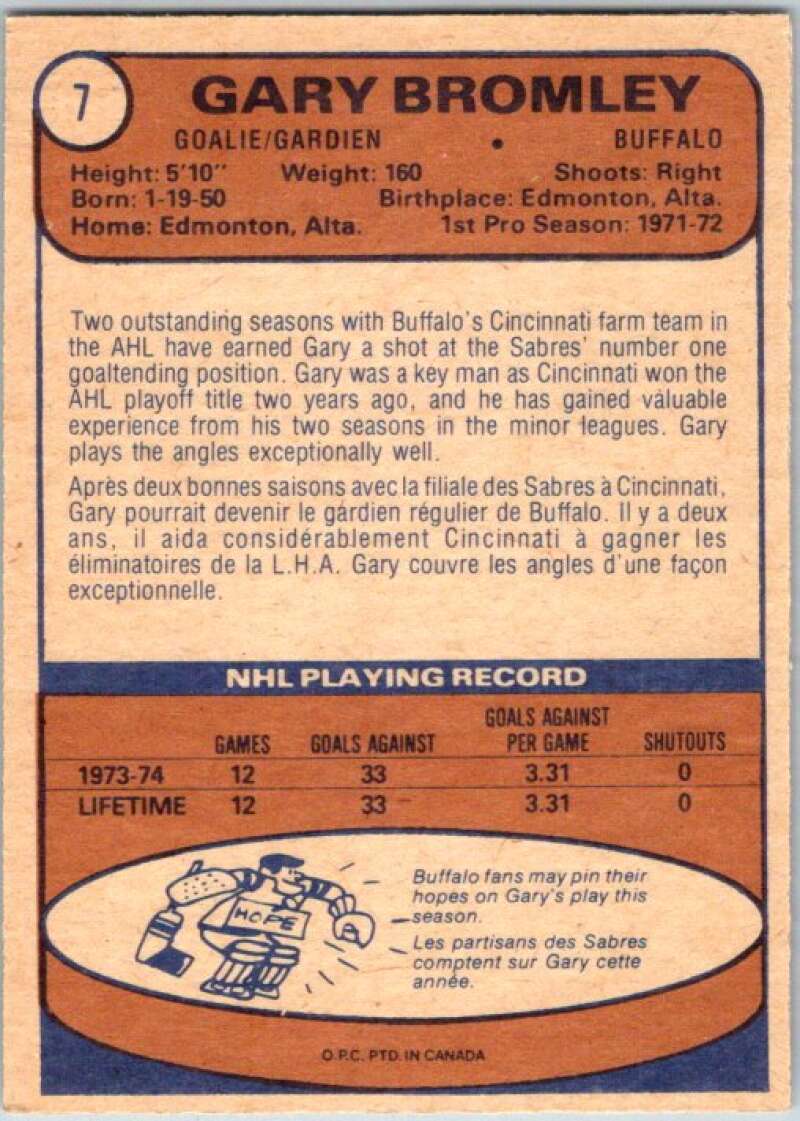 7
GARY BROMLEY
GOALIE/GARDIEN • BUFFALO
Height: 5'10" Weight: 160 Shoots: Right
Born: 1-19-50 Birthplace: Edmonton, Alta.
Home: Edmonton, Alta. 1st Pro Season: 1971-72
Two outstanding seasons with Buffalo's Cincinnati farm team in
the AHL have earned Gary a shot at the Sabres' number one
goaltending position. Gary was a key man as Cincinnati won the
AHL playoff title two years ago, and he has gained valuable
experience from his two seasons in the minor leagues. Gary
plays the angles exceptionally well.
Après deux bonnes saisons avec la filiale des Sabres à Cincinnati,
Gary pourrait devenir le gardien régulier de Buffalo. Il y a deux
ans, il aida considérablement Cincinnati à gagner les
éliminatoires de la L.H.A. Gary couvre les angles d'une façon
exceptionnelle.
NHL PLAYING RECORD
GAMES GOALS AGAINST GOALS AGAINST PER GAME SHUTOUTS
1973-74 12 33 3.31 0
LIFETIME 12 33 3.31 0
HOPE
Buffalo fans may pin their
hopes on Gary's play this
season.
Les partisans des Sabres
comptent sur Gary cette
année.
O.P.C. PTD. IN CANADA